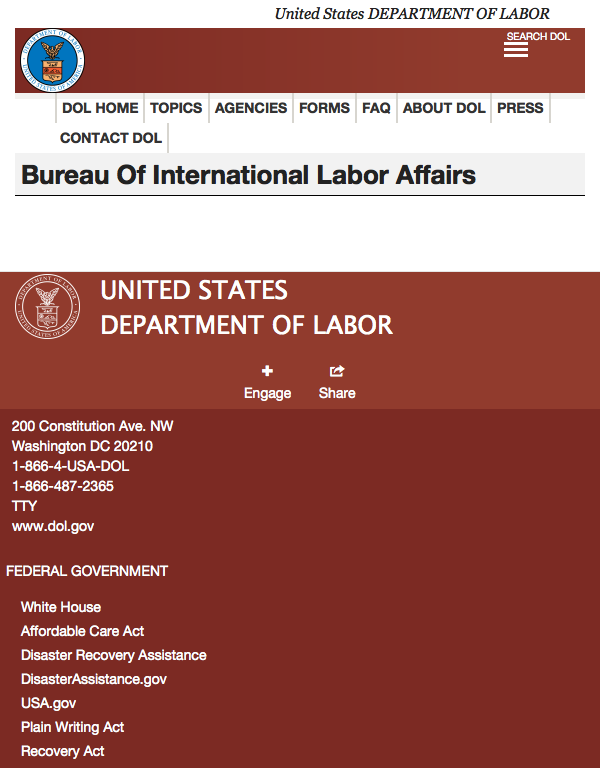 United States DEPARTMENT OF LABOR
SEARCH DOL
DOL HOME TOPICS AGENCIES FORMS FAQ ABOUT DOL PRESS
CONTACT DOL
Bureau Of International Labor Affairs
UNITED STATES
DEPARTMENT OF LABOR
Engage Share
200 Constitution Ave. NW
Washington DC 20210
1-866-4-USA-DOL
1-866-487-2365
TTY
www.dol.gov
FEDERAL GOVERNMENT
White House
Affordable Care Act
Disaster Recovery Assistance
DisasterAssistance.gov
USA.gov
Plain Writing Act
Recovery Act